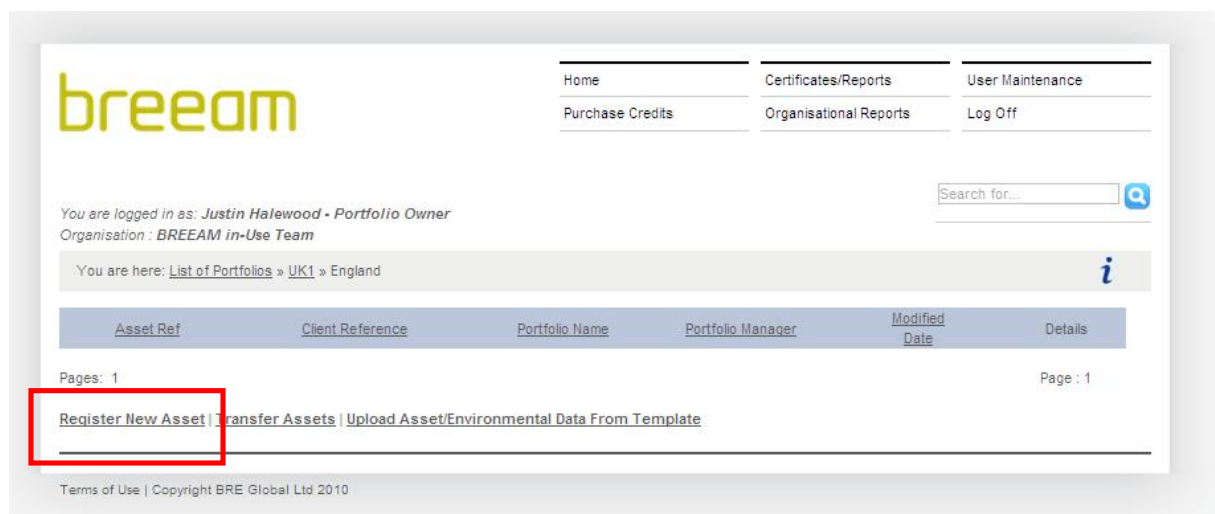 breeam
Home Certificates/Reports User Maintenance
Purchase Credits Organisational Reports Log Off
Search for...
You are logged in as: Justin Halewood - Portfolio Owner
Organisation : BREEAM in-Use Team
You are here: List of Portfolios » UK1 » England i
Asset Ref Client Reference Portfolio Name Portfolio Manager Modified Date Details
Pages: 1 Page : 1
Register New Asset | Transfer Assets | Upload Asset/Environmental Data From Template
Terms of Use | Copyright BRE Global Ltd 2010